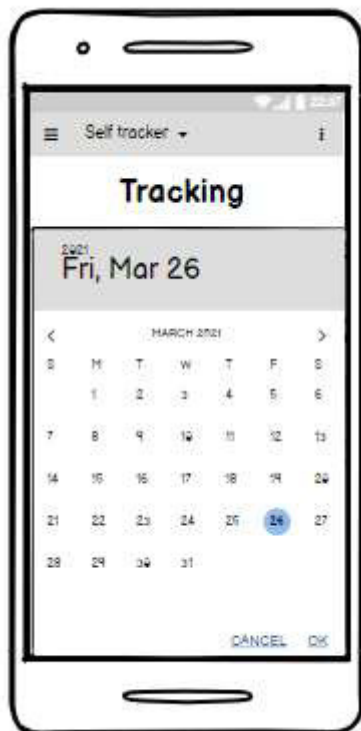 Self tracker
Tracking
2021
Fri, Mar 26
MARCH 2021
S M T W T F S
1 2 3 4 5 6
7 8 9 10 11 12 13
14 15 16 17 18 19 20
21 22 23 24 25 26 27
28 29 30 31
CANCEL OK